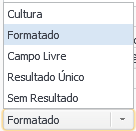 Cultura
Formatado
Campo Livre
Resultado Único
Sem Resultado
Formatado